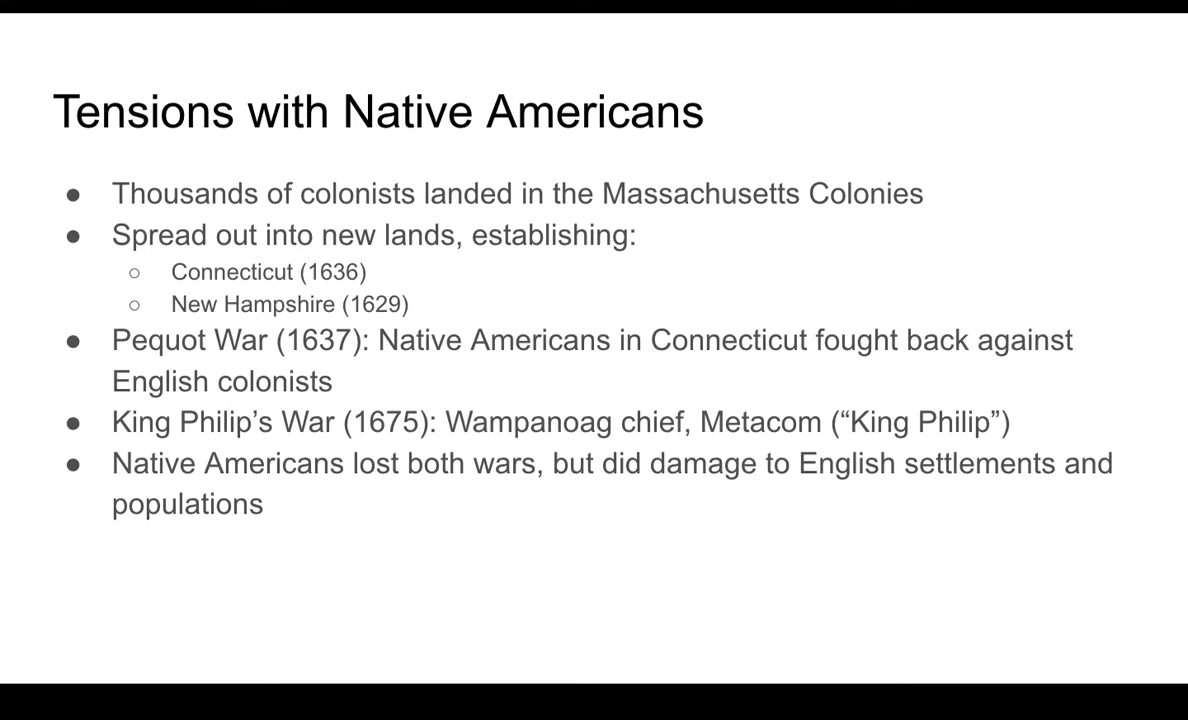 Tensions with Native Americans
● Thousands of colonists landed in the Massachusetts Colonies
● Spread out into new lands, establishing:
○ Connecticut (1636)
○ New Hampshire (1629)
● Pequot War (1637): Native Americans in Connecticut fought back against
English colonists
● King Philip’s War (1675): Wampanoag chief, Metacom (“King Philip”)
● Native Americans lost both wars, but did damage to English settlements and
populations